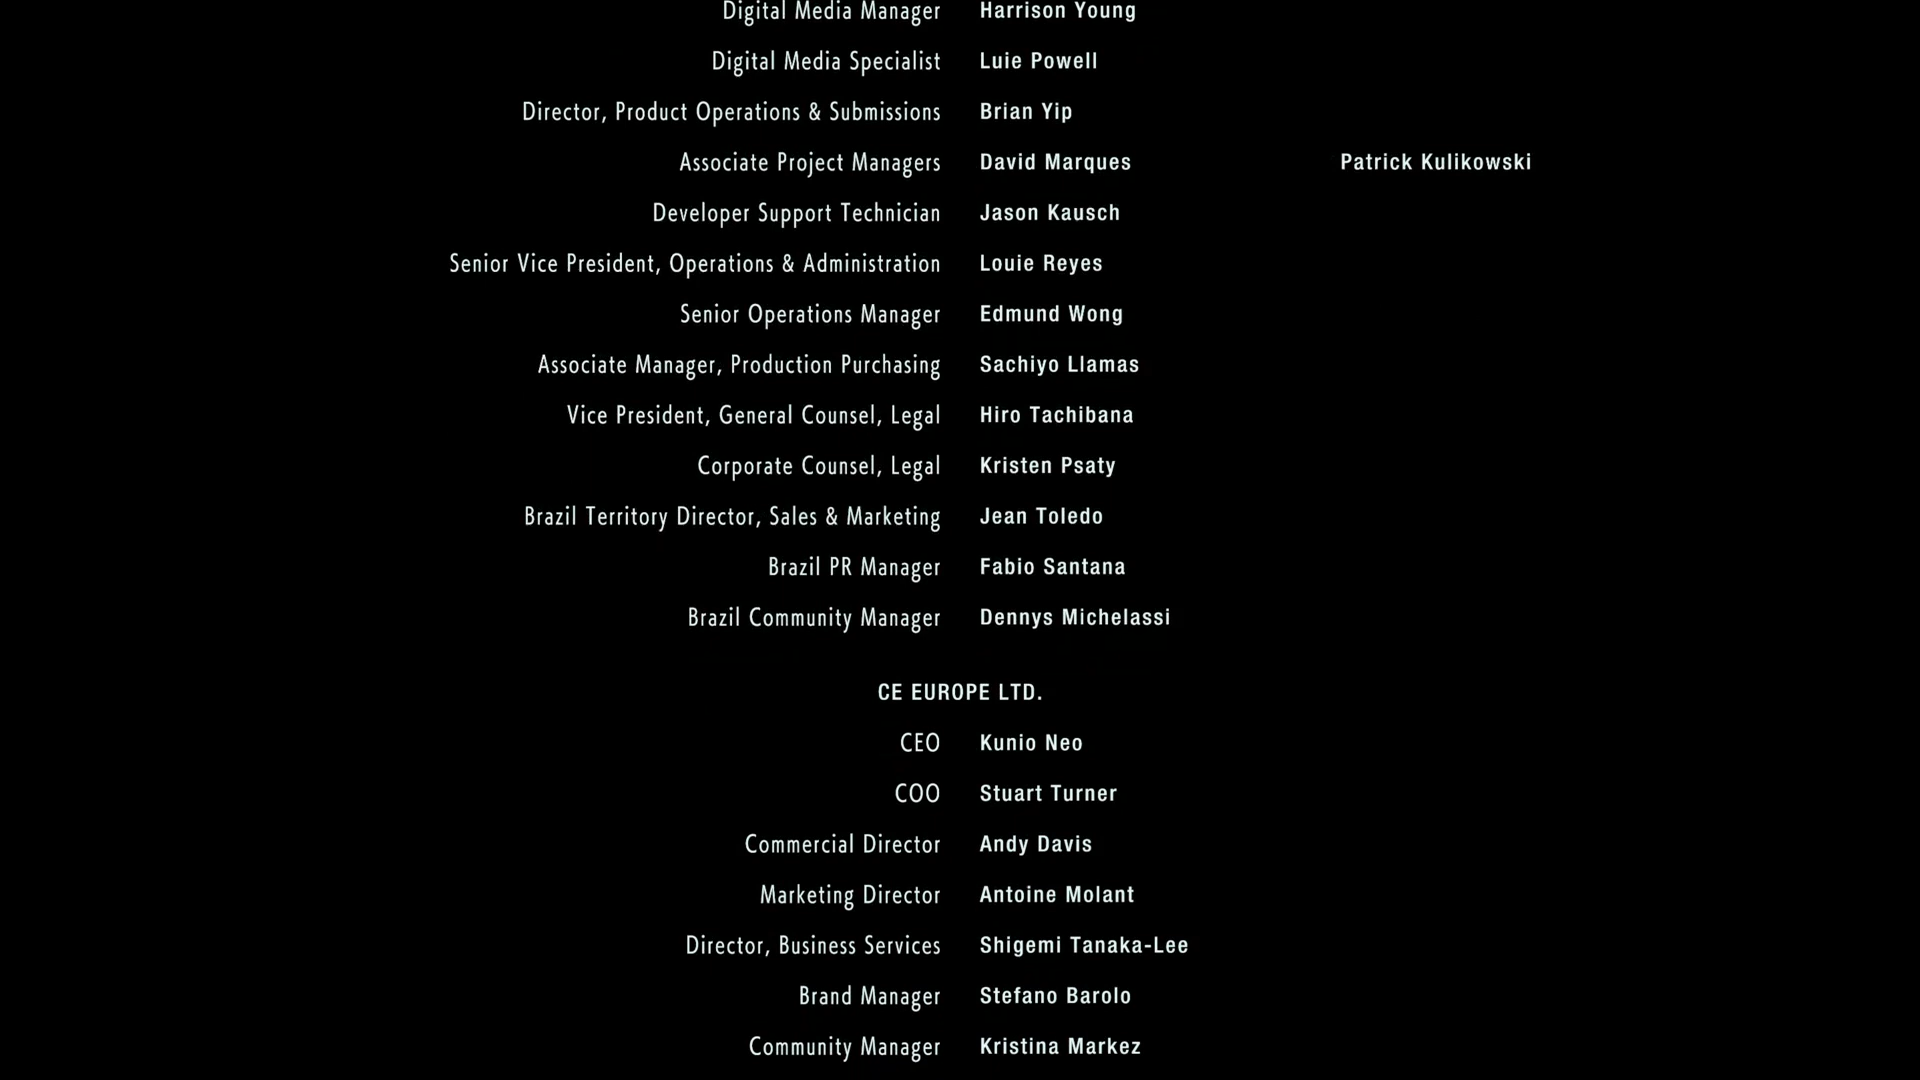 Digital Media Manager Harrison Young
Digital Media Specialist Luie Powell
Director, Product Operations & Submissions Brian Yip
Associate Project Managers David Marques Patrick Kulikowski
Developer Support Technician Jason Kausch
Senior Vice President, Operations & Administration Louie Reyes
Senior Operations Manager Edmund Wong
Associate Manager, Production Purchasing Sachiyo Llamas
Vice President, General Counsel, Legal Hiro Tachibana
Corporate Counsel, Legal Kristen Psaty
Brazil Territory Director, Sales & Marketing Jean Toledo
Brazil PR Manager Fabio Santana
Brazil Community Manager Dennys Michelassi
CE EUROPE LTD.
CEO Kunio Neo
COO Stuart Turner
Commercial Director Andy Davis
Marketing Director Antoine Molant
Director, Business Services Shigemi Tanaka-Lee
Brand Manager Stefano Barolo
Community Manager Kristina Markez